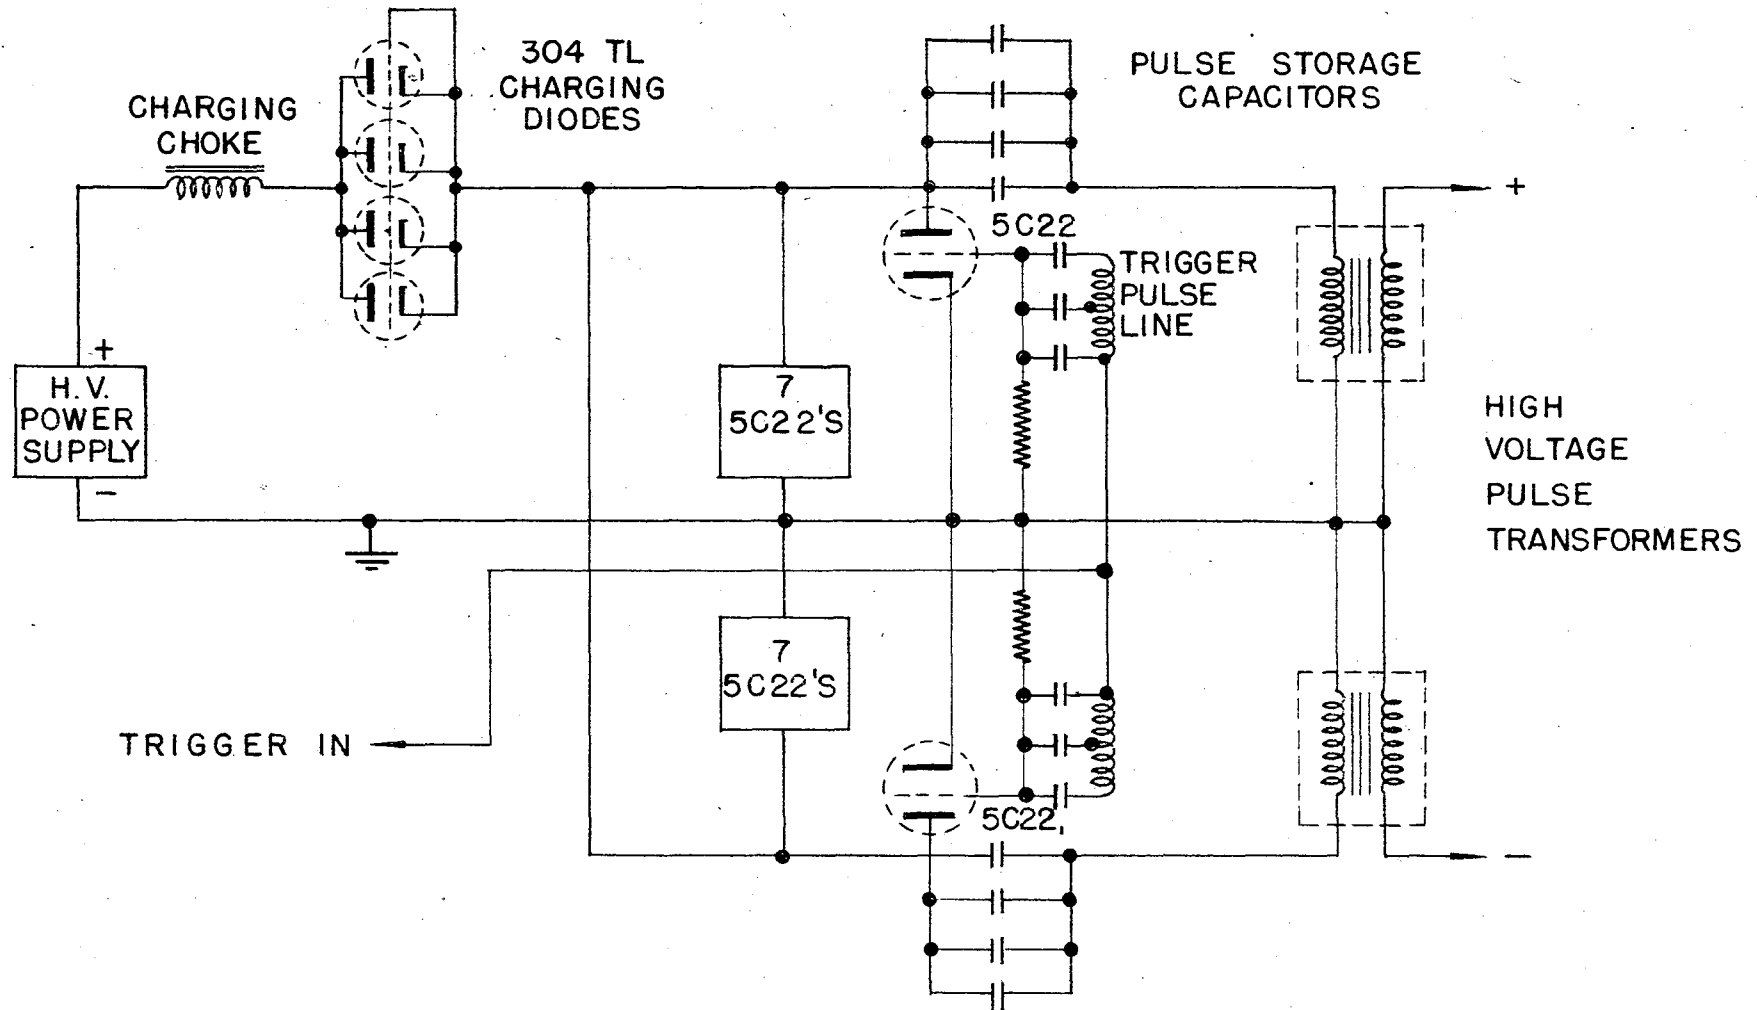 304 TL
CHARGING
DIODES
PULSE STORAGE
CAPACITORS
CHARGING
CHOKE
+
5C22
TRIGGER
PULSE
LINE
+
H.V.
POWER
SUPPLY
-
7
5C22'S
HIGH
VOLTAGE
PULSE
TRANSFORMERS
7
5C22'S
TRIGGER IN
5C22
-